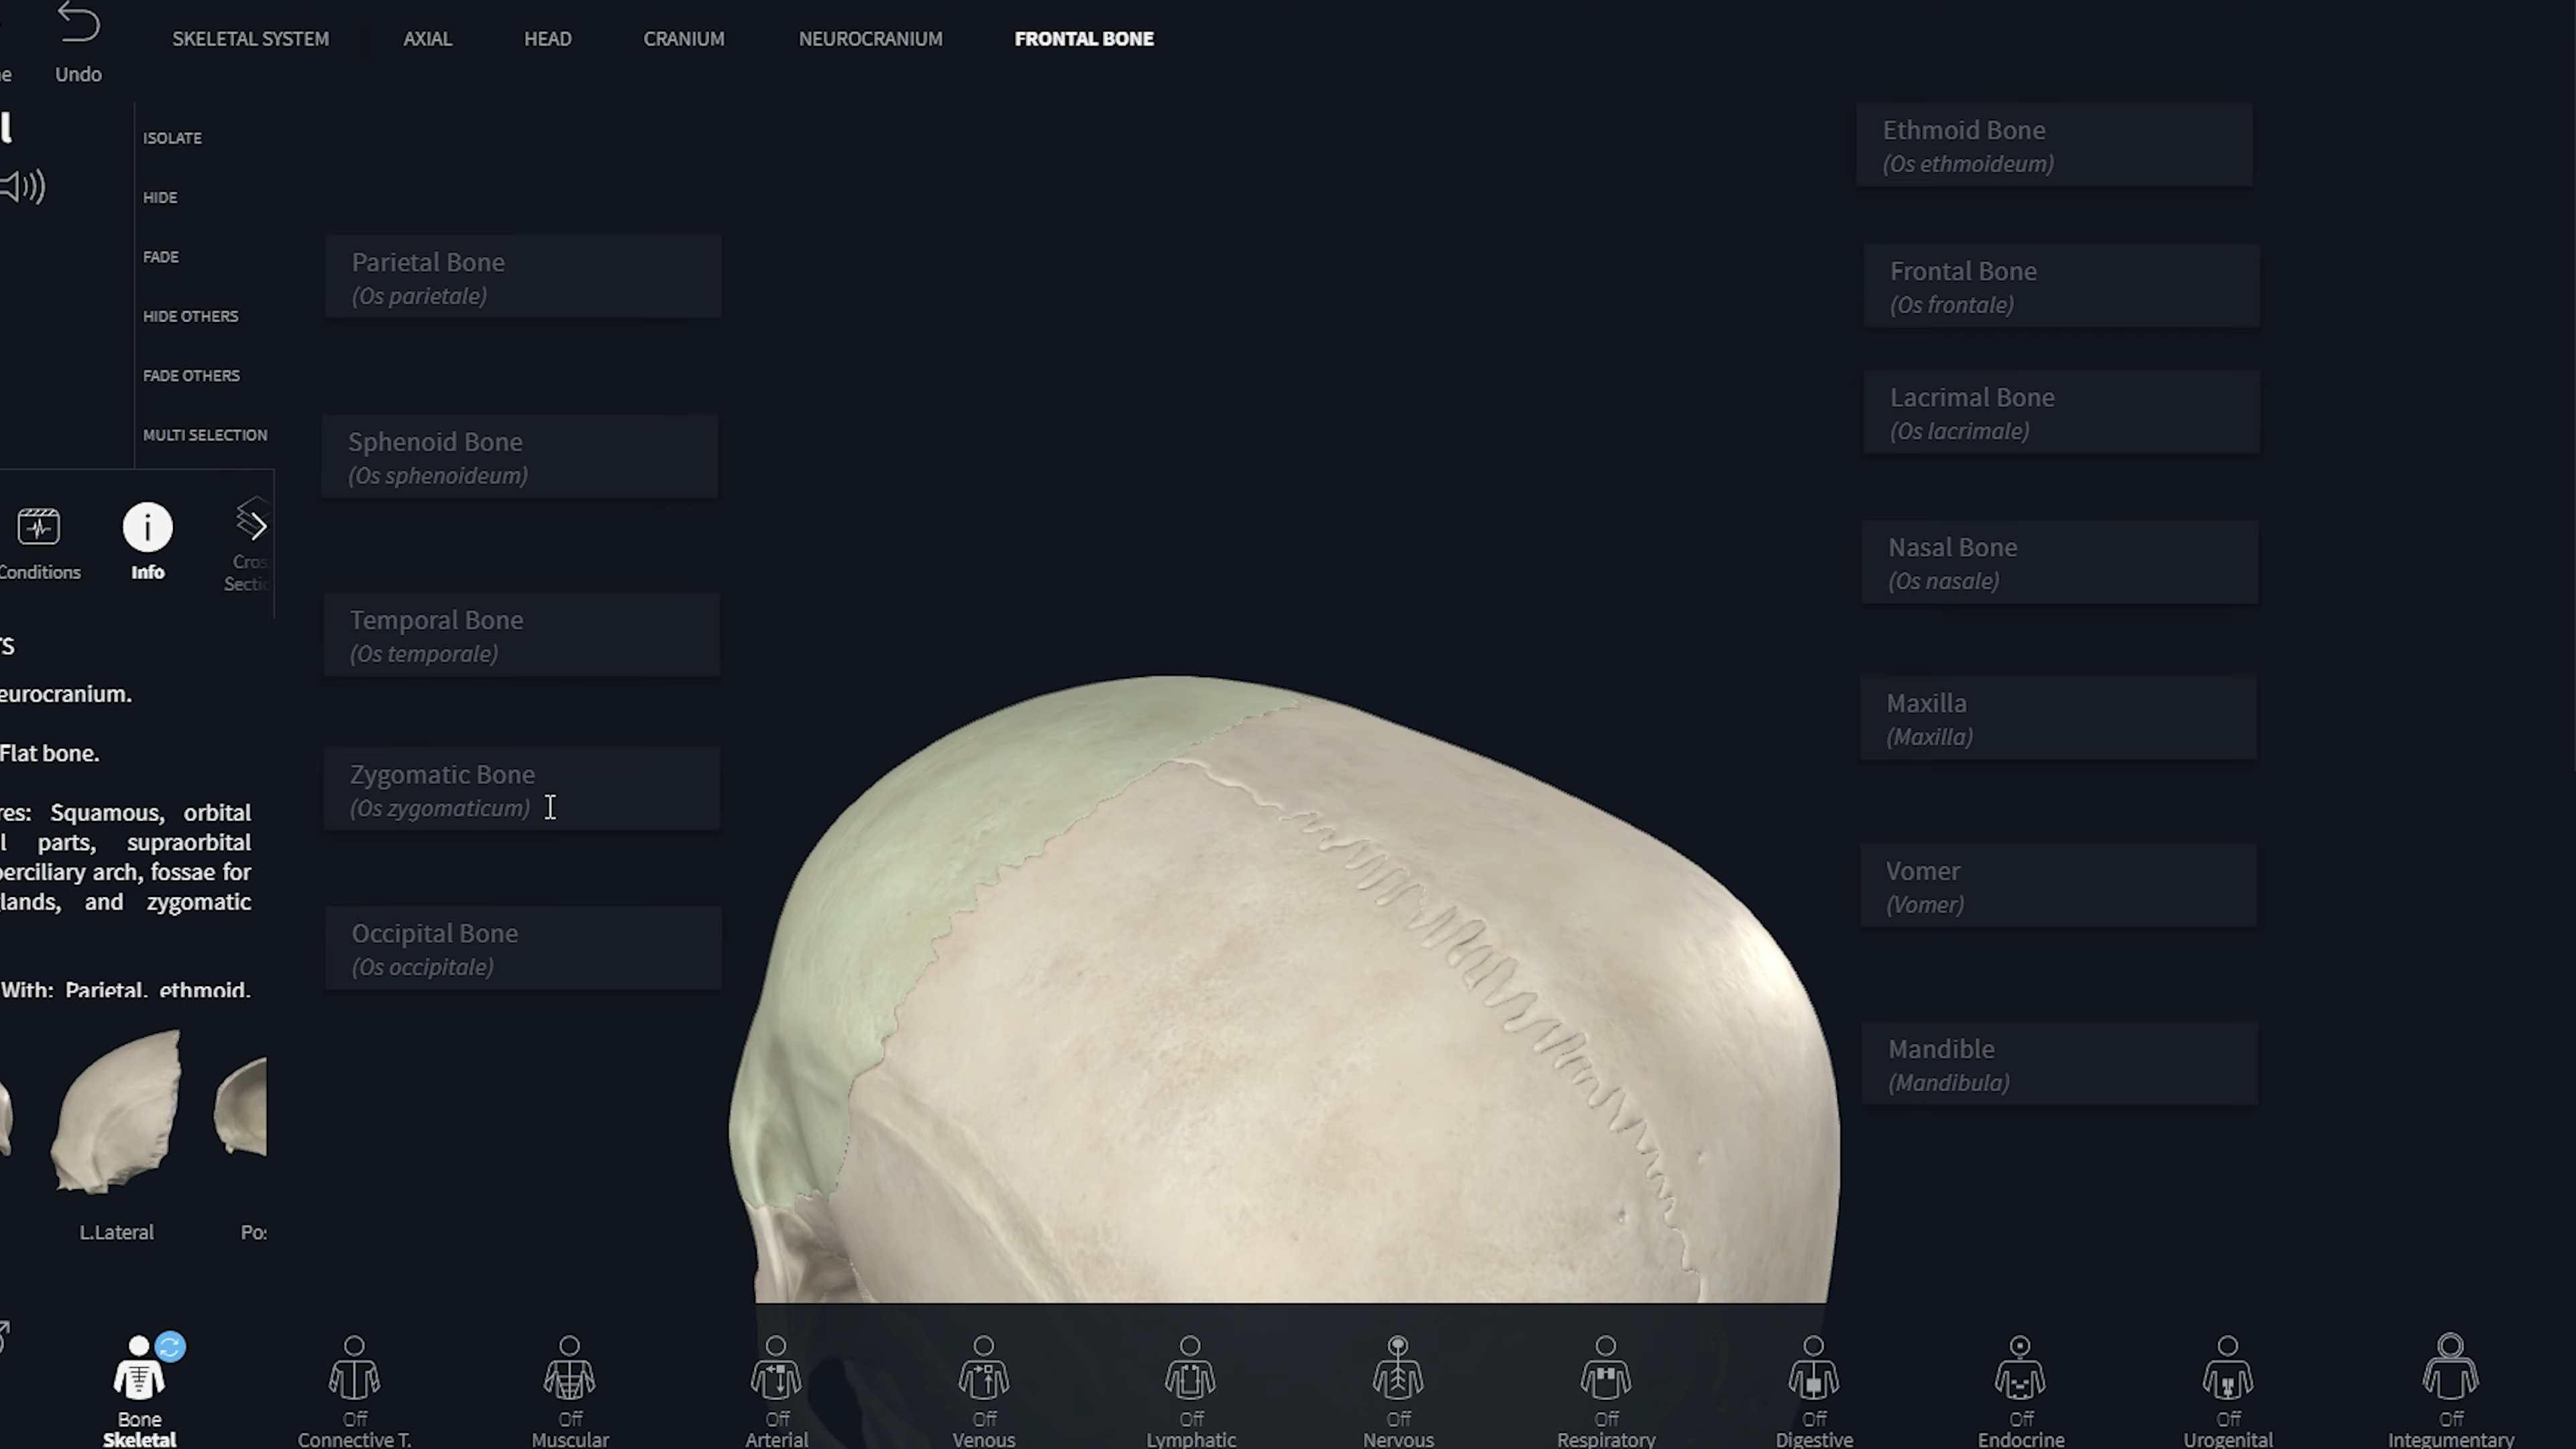 Undo
SKELETAL SYSTEM AXIAL HEAD CRANIUM NEUROCRANIUM FRONTAL BONE
ISOLATE
HIDE
FADE
HIDE OTHERS
FADE OTHERS
MULTI SELECTION
Conditions
Info
Flat bone.
Squamous, orbital
parts, supraorbital
arch, fossae for
and zygomatic
With: Parietal, ethmoid,
L.Lateral
Parietal Bone
(Os parietale)
Sphenoid Bone
(Os sphenoideum)
Temporal Bone
(Os temporale)
Zygomatic Bone
(Os zygomaticum)
Occipital Bone
(Os occipitale)
Ethmoid Bone
(Os ethmoideum)
Frontal Bone
(Os frontale)
Lacrimal Bone
(Os lacrimale)
Nasal Bone
(Os nasale)
Maxilla
(Maxilla)
Vomer
(Vomer)
Mandible
(Mandibula)
Bone Off Off Off Off Off Off Off Off Off Off Off
Skeletal Connective T. Muscular Arterial Venous Lymphatic Nervous Respiratory Digestive Endocrine Urogenital Integumentary